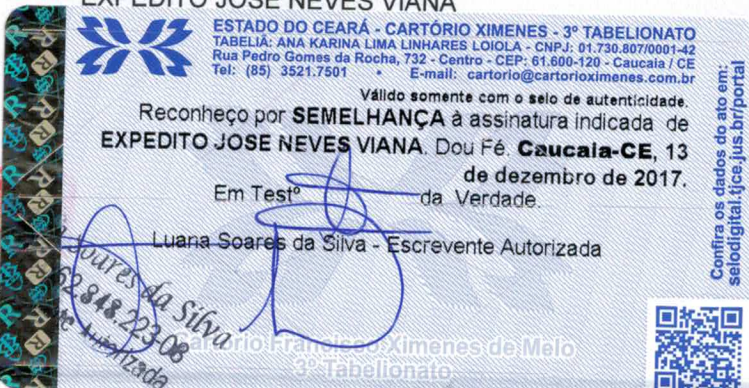 EXPEDITO JOSE NEVES VIANA
ESTADO DO CEARÁ - CARTÓRIO XIMENES - 3º TABELIONATO
TABELIÃ: ANA KARINA LIMA LINHARES LOIOLA - CNPJ: 01.730.807/0001-42
Rua Pedro Gomes da Rocha, 732 - Centro - CEP: 61.600-120 - Caucaia / CE
Tel: (85) 3521.7501 • E-mail: cartorio@cartorioximenes.com.br
Válido somente com o selo de autenticidade.
Reconheço por SEMELHANÇA à assinatura indicada de
EXPEDITO JOSE NEVES VIANA. Dou Fé. Caucaia-CE, 13
de dezembro de 2017.
Em Testº da Verdade.
Luana Soares da Silva - Escrevente Autorizada
Soares da Silva
62.848.223-08
Autorizada
Cartório Francisco Ximenes de Melo
3º Tabelionato
Confira os dados do ato em:
selodigital.tjce.jus.br/portal